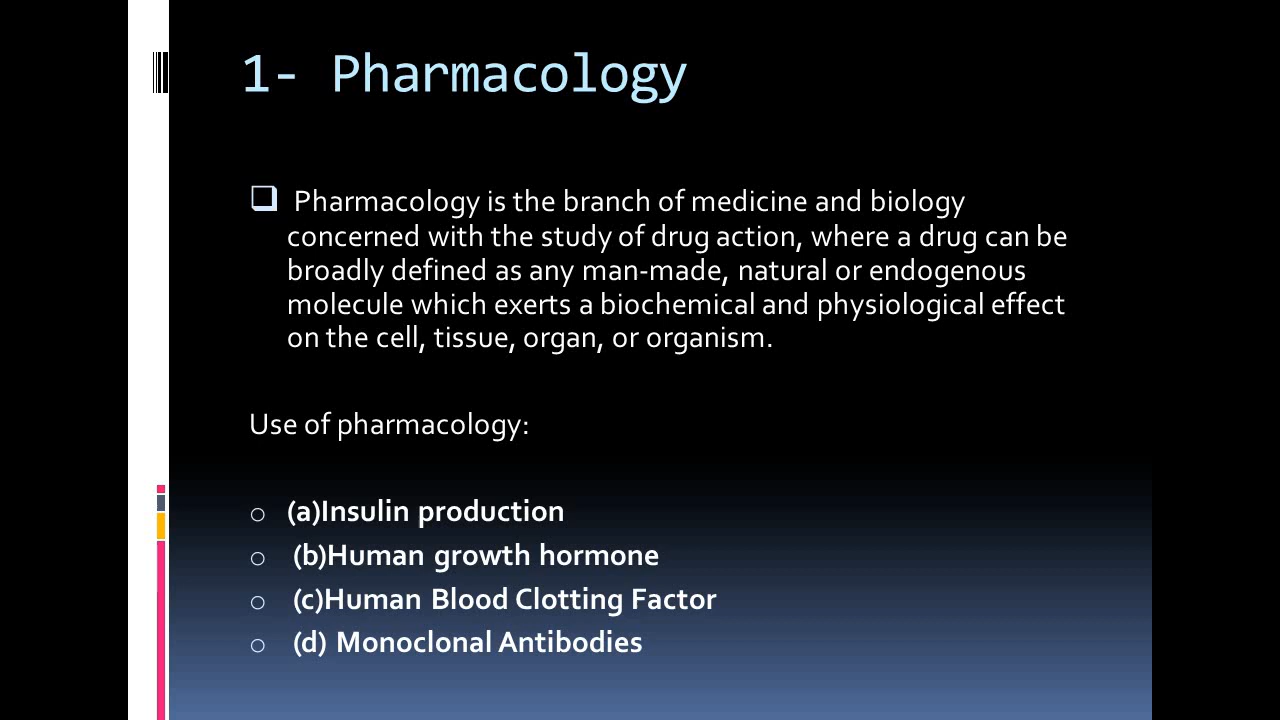 1- Pharmacology
Pharmacology is the branch of medicine and biology
concerned with the study of drug action, where a drug can be
broadly defined as any man-made, natural or endogenous
molecule which exerts a biochemical and physiological effect
on the cell, tissue, organ, or organism.
Use of pharmacology:
(a)Insulin production
(b)Human growth hormone
(c)Human Blood Clotting Factor
(d) Monoclonal Antibodies